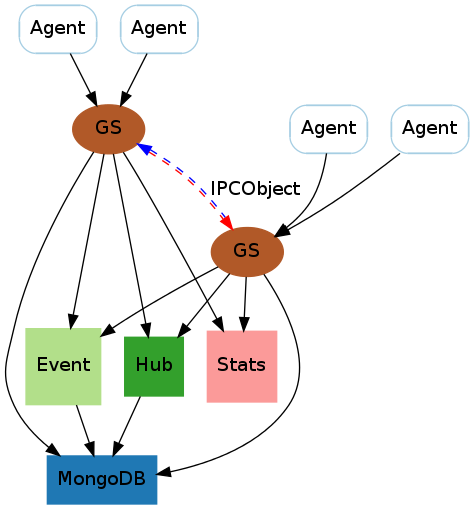 Agent
Agent
GS
Agent
Agent
IPCObject
GS
Event
Hub
Stats
MongoDB